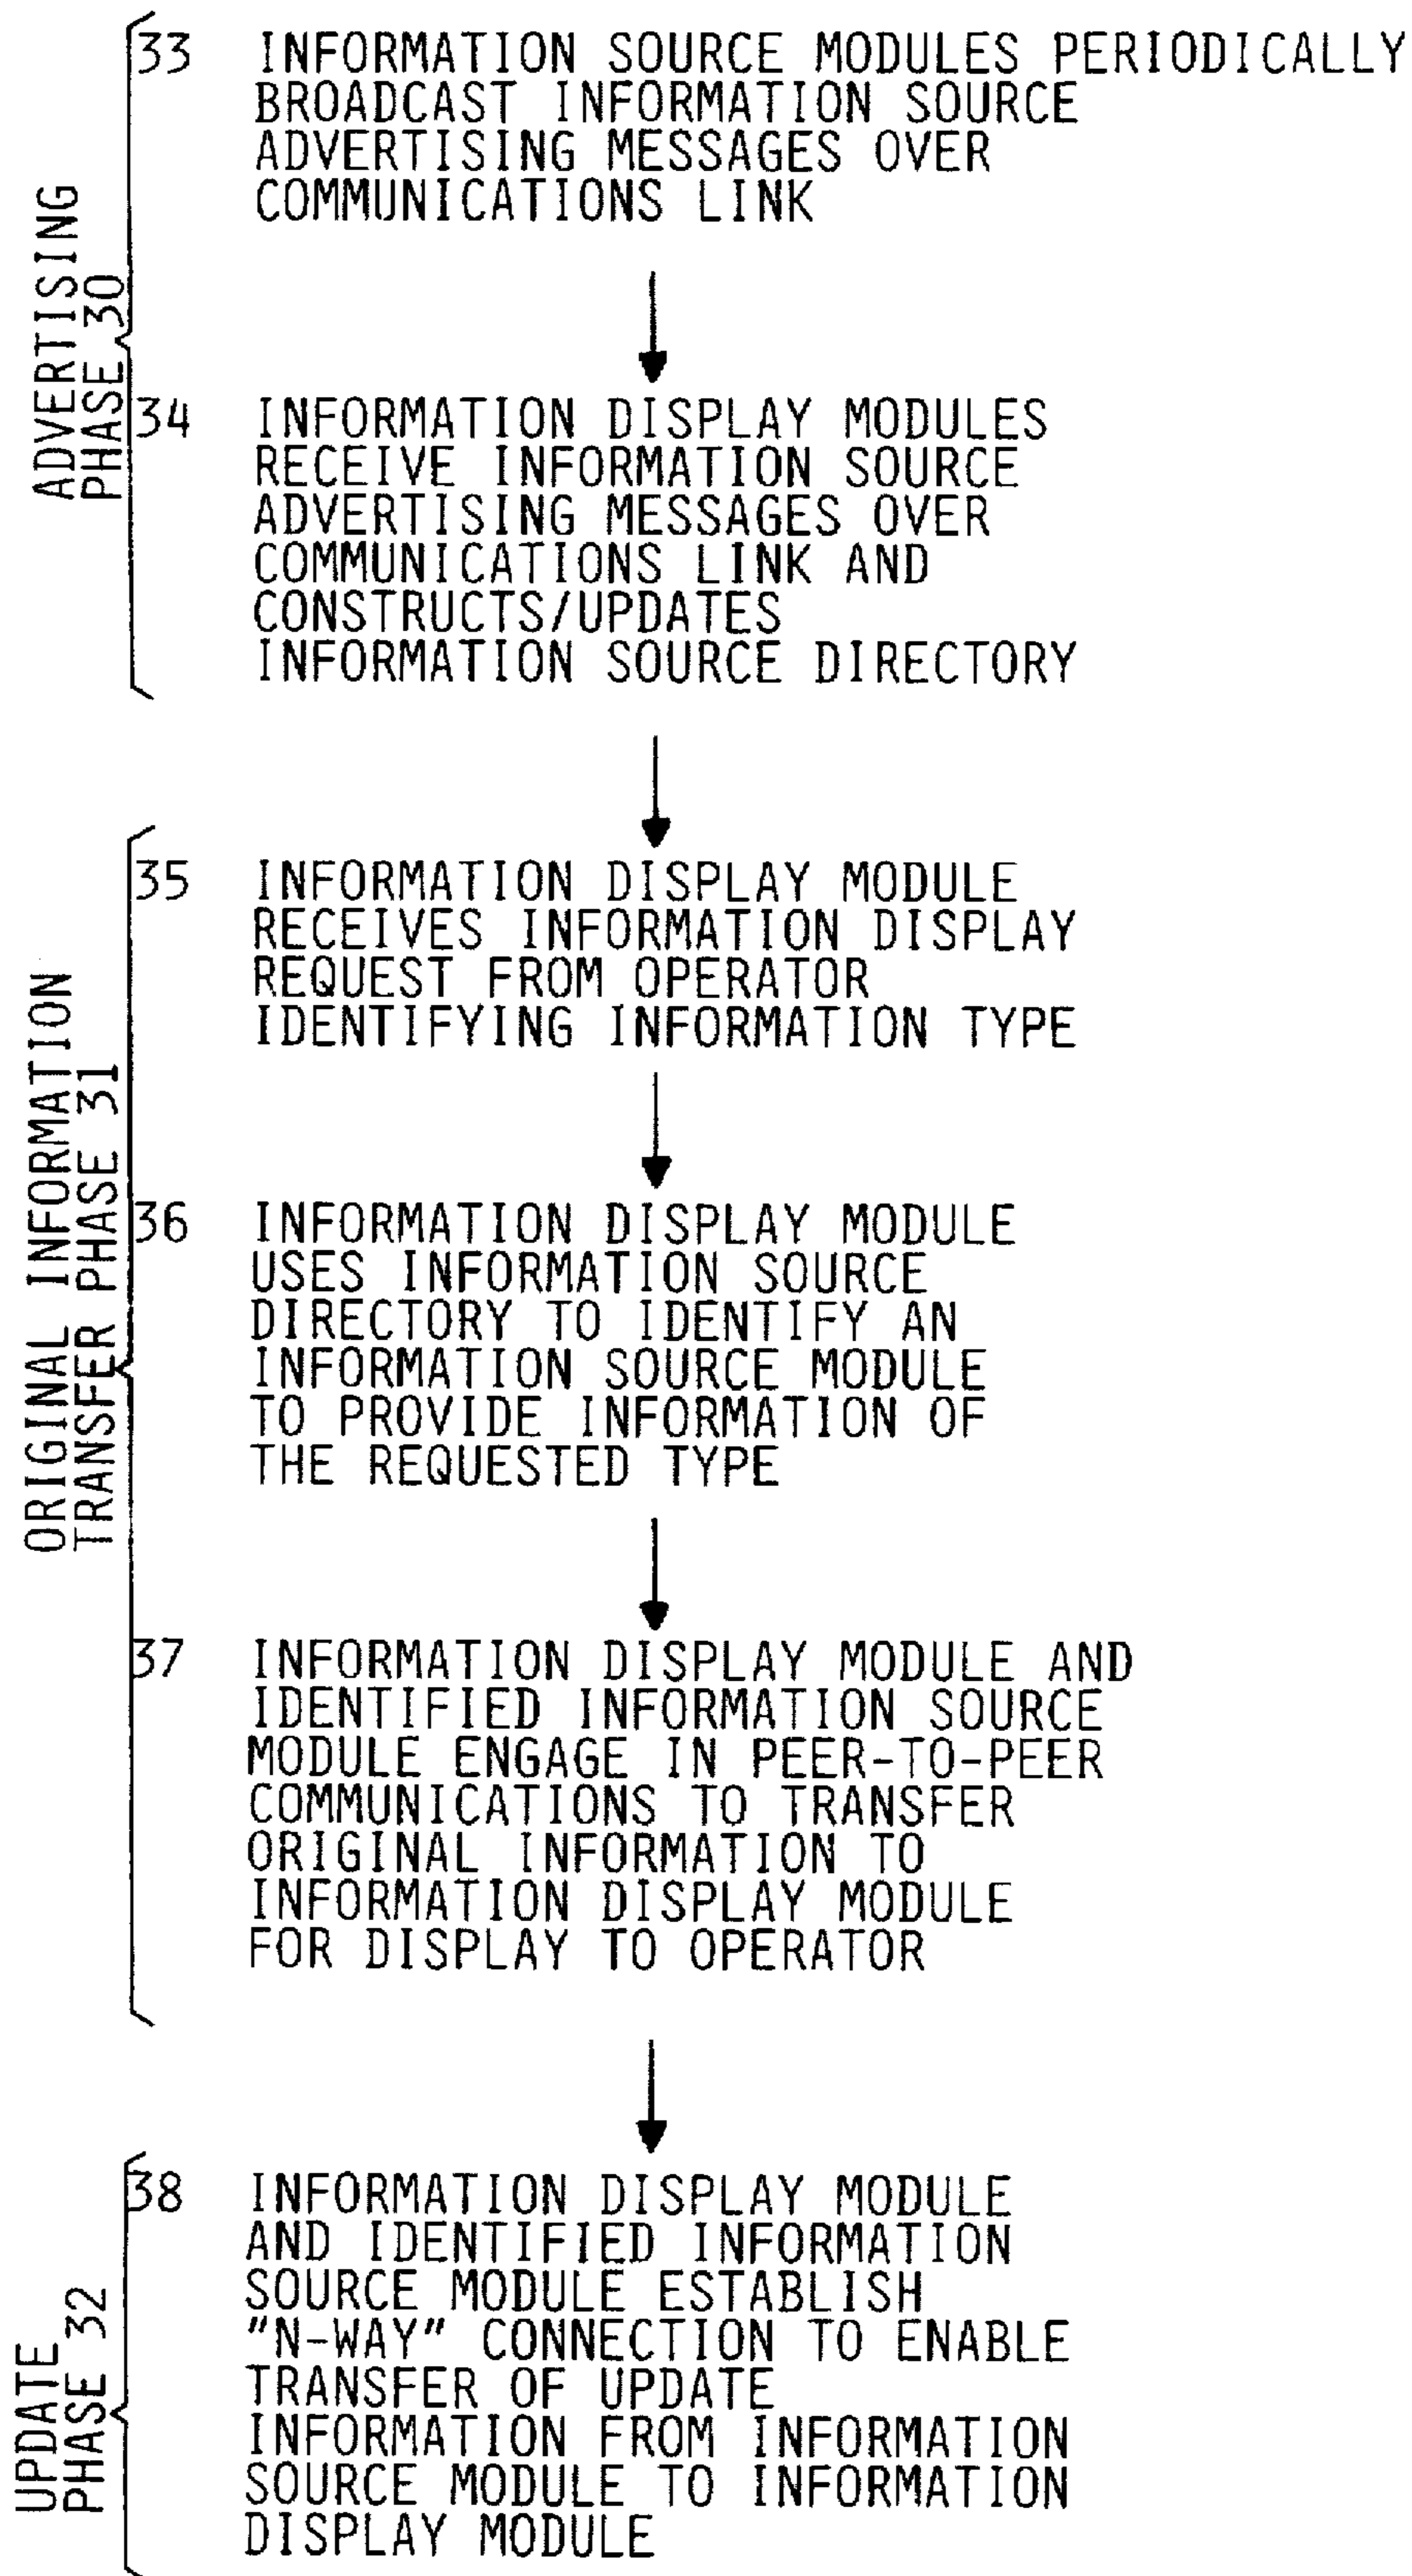 ADVERTISING
PHASE 30
33 INFORMATION SOURCE MODULES PERIODICALLY
BROADCAST INFORMATION SOURCE
ADVERTISING MESSAGES OVER
COMMUNICATIONS LINK
34 INFORMATION DISPLAY MODULES
RECEIVE INFORMATION SOURCE
ADVERTISING MESSAGES OVER
COMMUNICATIONS LINK AND
CONSTRUCTS/UPDATES
INFORMATION SOURCE DIRECTORY
ORIGINAL INFORMATION
TRANSFER PHASE 31
35 INFORMATION DISPLAY MODULE
RECEIVES INFORMATION DISPLAY
REQUEST FROM OPERATOR
IDENTIFYING INFORMATION TYPE
36 INFORMATION DISPLAY MODULE
USES INFORMATION SOURCE
DIRECTORY TO IDENTIFY AN
INFORMATION SOURCE MODULE
TO PROVIDE INFORMATION OF
THE REQUESTED TYPE
37 INFORMATION DISPLAY MODULE AND
IDENTIFIED INFORMATION SOURCE
MODULE ENGAGE IN PEER-TO-PEER
COMMUNICATIONS TO TRANSFER
ORIGINAL INFORMATION TO
INFORMATION DISPLAY MODULE
FOR DISPLAY TO OPERATOR
UPDATE
PHASE 32
38 INFORMATION DISPLAY MODULE
AND IDENTIFIED INFORMATION
SOURCE MODULE ESTABLISH
"N-WAY" CONNECTION TO ENABLE
TRANSFER OF UPDATE
INFORMATION FROM INFORMATION
SOURCE MODULE TO INFORMATION
DISPLAY MODULE